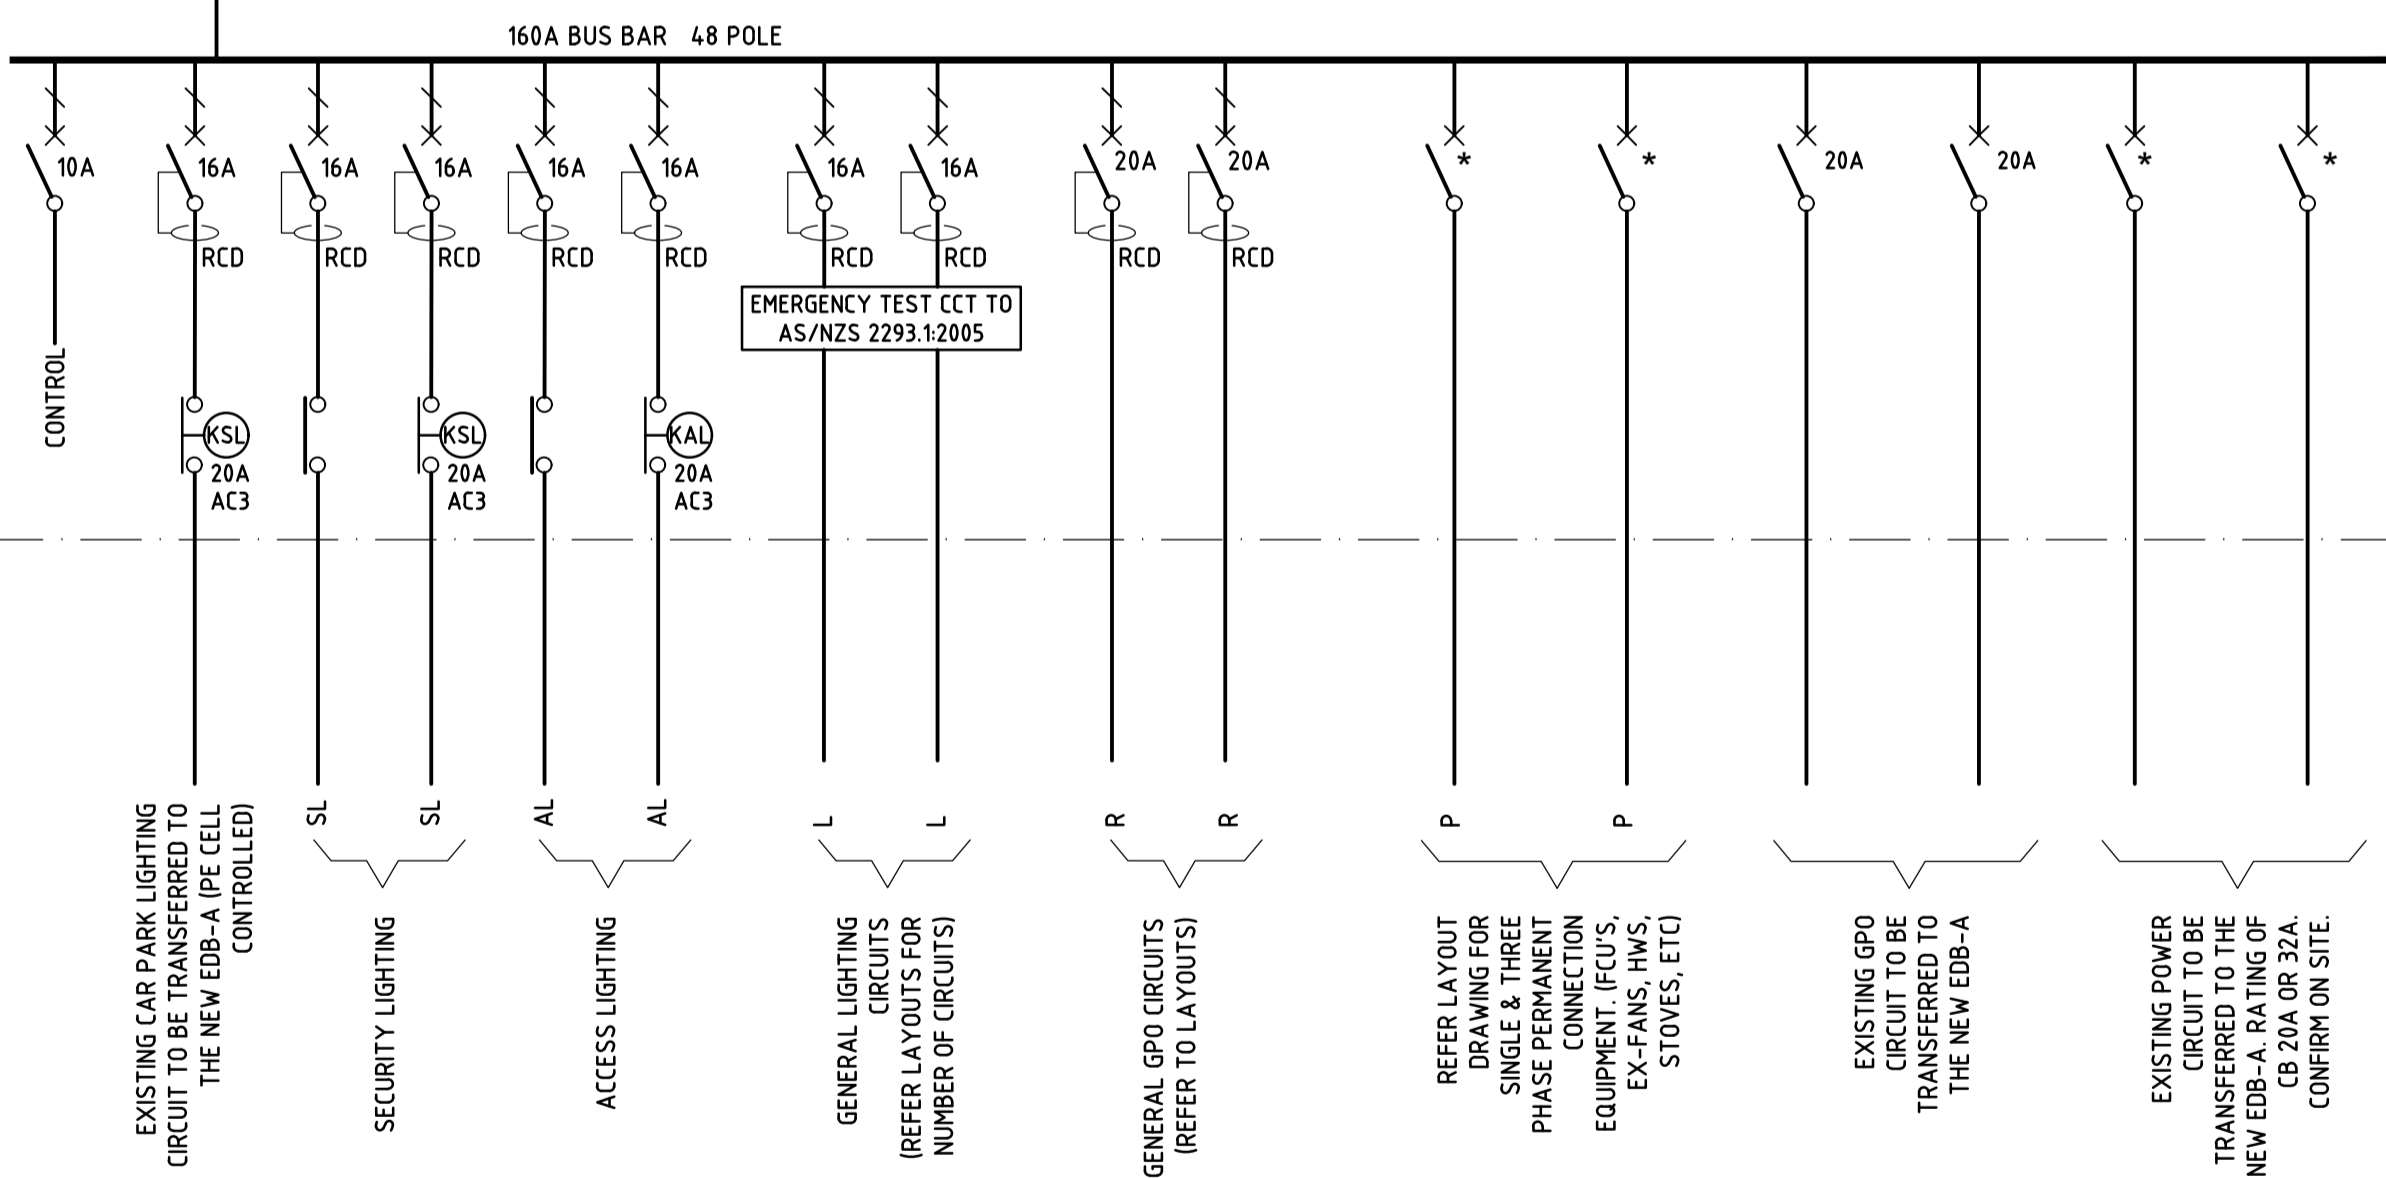 160A BUS BAR 48 POLE
10A
16A
16A
16A
16A
16A
16A
16A
20A
20A
*
*
20A
20A
*
*
RCD
RCD
RCD
RCD
RCD
RCD
RCD
RCD
RCD
EMERGENCY TEST CCT TO
AS/NZS 2293.1:2005
CONTROL
KSL
20A
AC3
KSL
20A
AC3
KAL
20A
AC3
EXISTING CAR PARK LIGHTING
CIRCUIT TO BE TRANSFERRED TO
THE NEW EDB-A (PE CELL
CONTROLLED)
SL
SL
SECURITY LIGHTING
AL
AL
ACCESS LIGHTING
L
L
GENERAL LIGHTING
CIRCUITS
(REFER LAYOUTS FOR
NUMBER OF CIRCUITS)
R
R
GENERAL GPO CIRCUITS
(REFER TO LAYOUTS)
P
P
REFER LAYOUT
DRAWING FOR
SINGLE & THREE
PHASE PERMANENT
CONNECTION
EQUIPMENT. (FCU'S,
EX-FANS, HWS,
STOVES, ETC)
EXISTING GPO
CIRCUIT TO BE
TRANSFERRED TO
THE NEW EDB-A
EXISTING POWER
CIRCUIT TO BE
TRANSFERRED TO THE
NEW EDB-A. RATING OF
CB 20A OR 32A.
CONFIRM ON SITE.